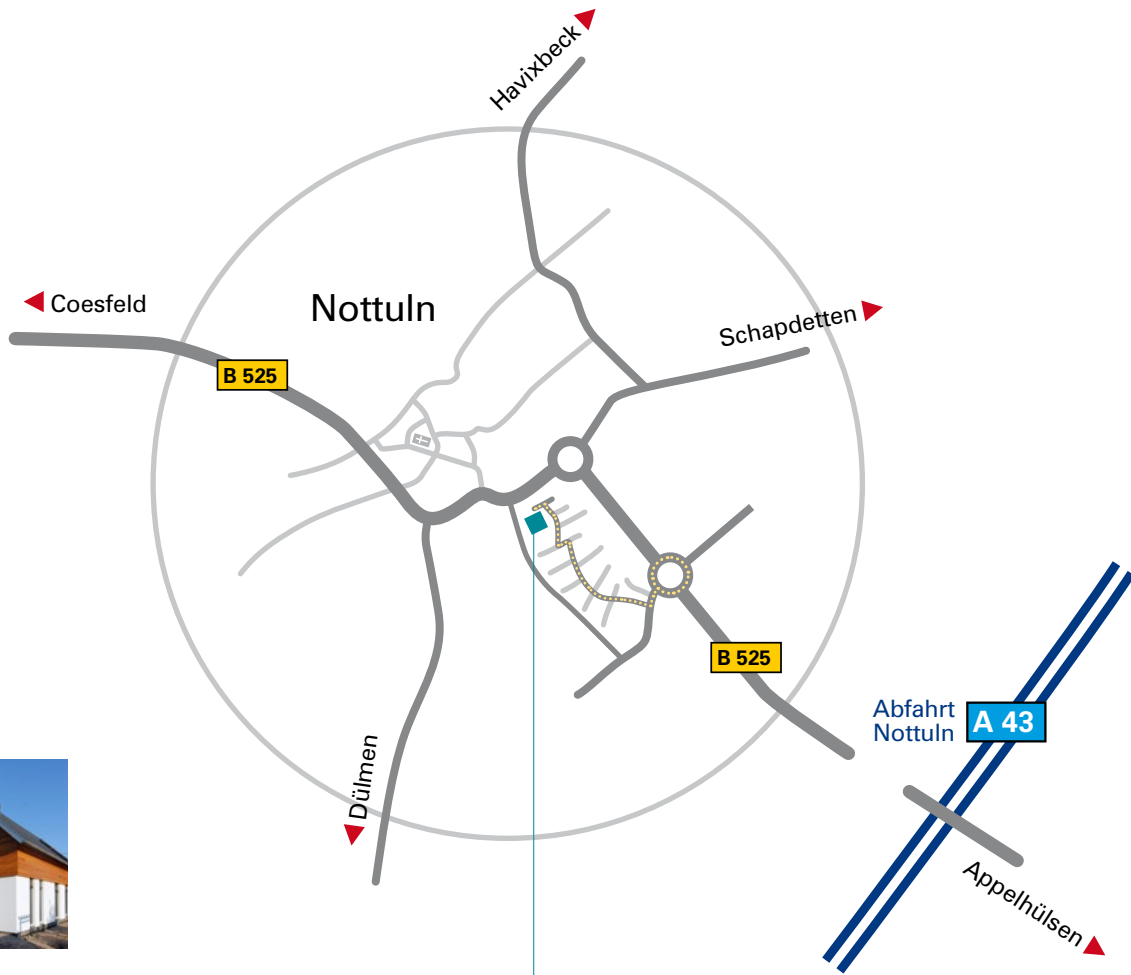 Havixbeck
Coesfeld
Nottuln
Schapdetten
B 525
B 525
Abfahrt
Nottuln
A 43
Dülmen
Appelhülsen